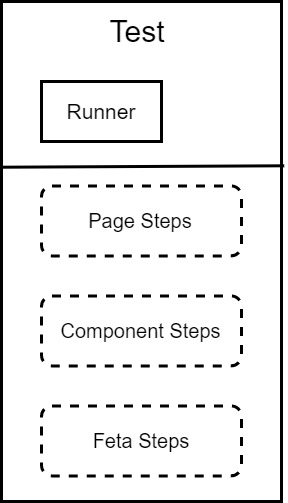 Test
Runner
Page Steps
Component Steps
Feta Steps